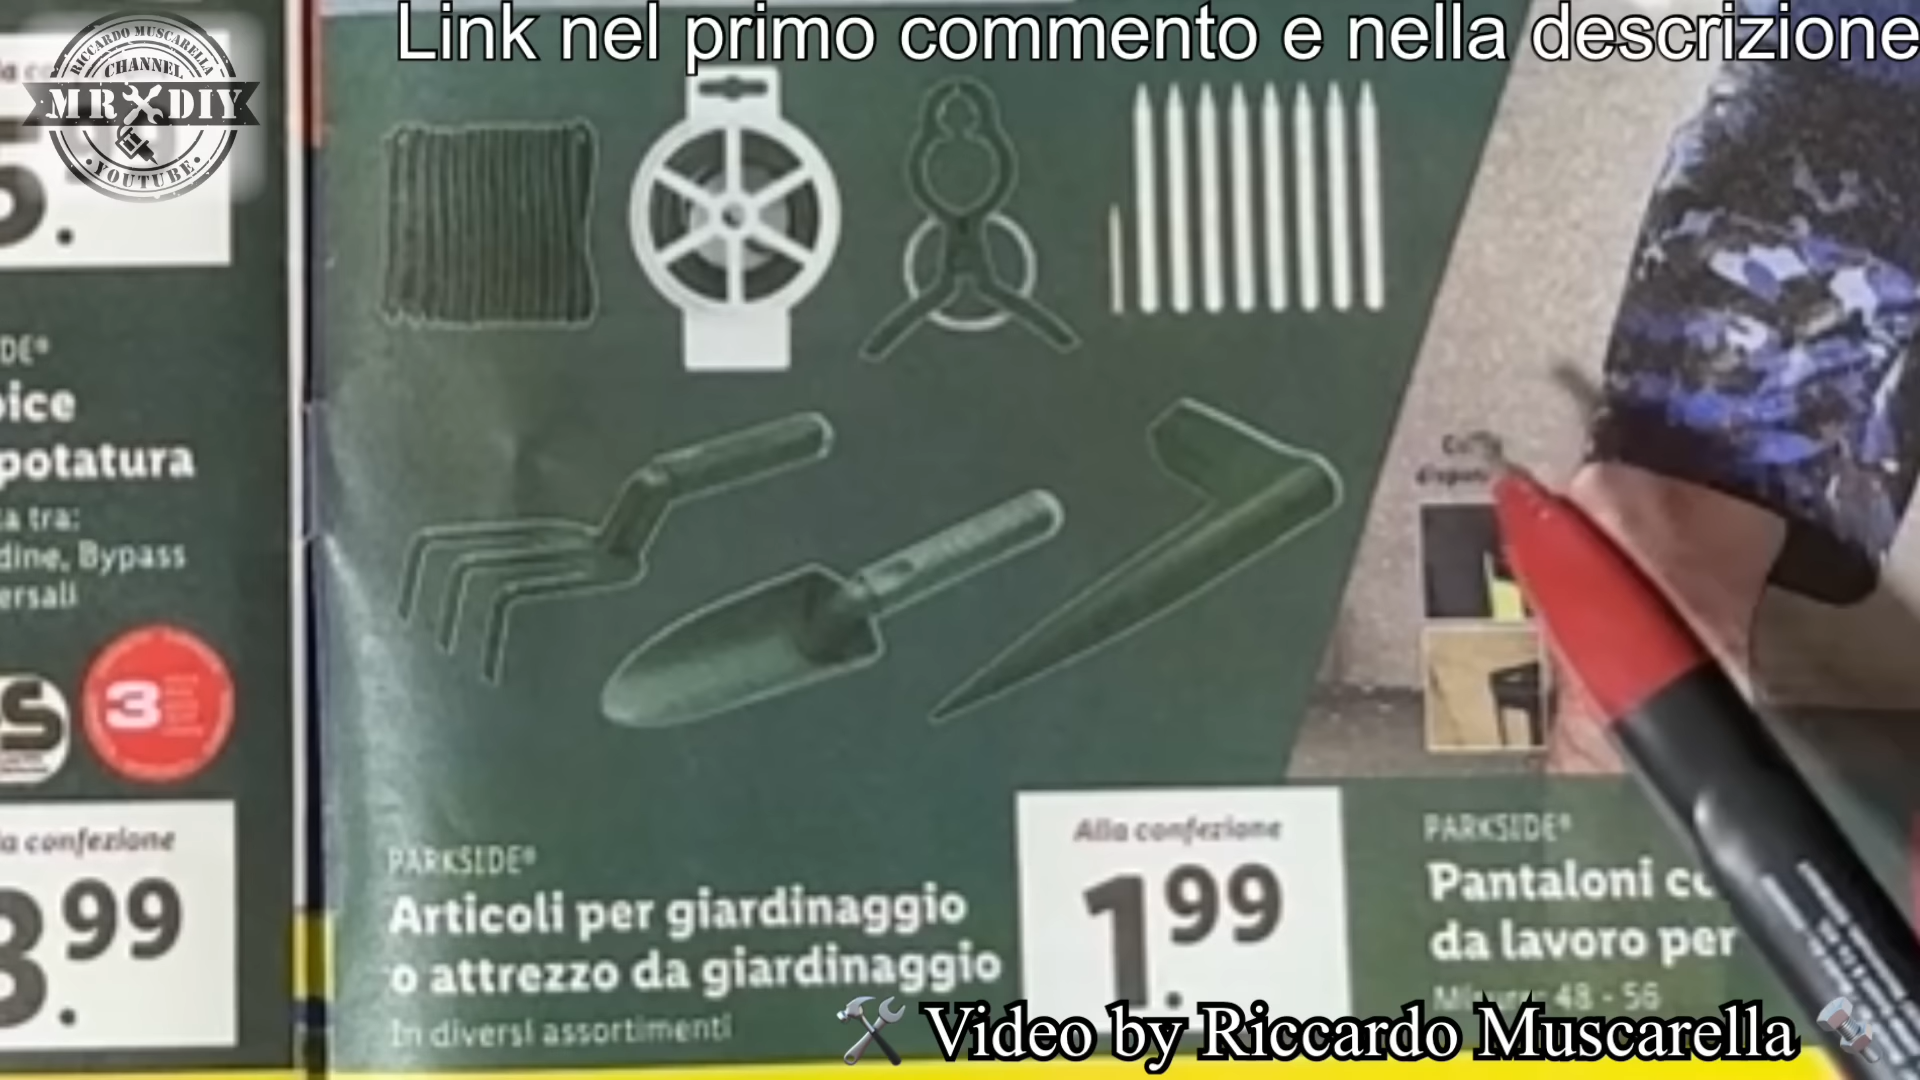 Link nel primo commento e nella descrizione
RICCARDO MUSCARELLA
CHANNEL
MR DIY
YOUTUBE
DE®
potatura
a tra:
dine, Bypass
ersali
3
confezione
99
PARKSIDE®
Articoli per giardinaggio
o attrezzo da giardinaggio
In diversi assortimenti
Alla confezione
1.99
PARKSIDE®
Pantaloni
da lavoro per
48 - 56
Video by Riccardo Muscarella